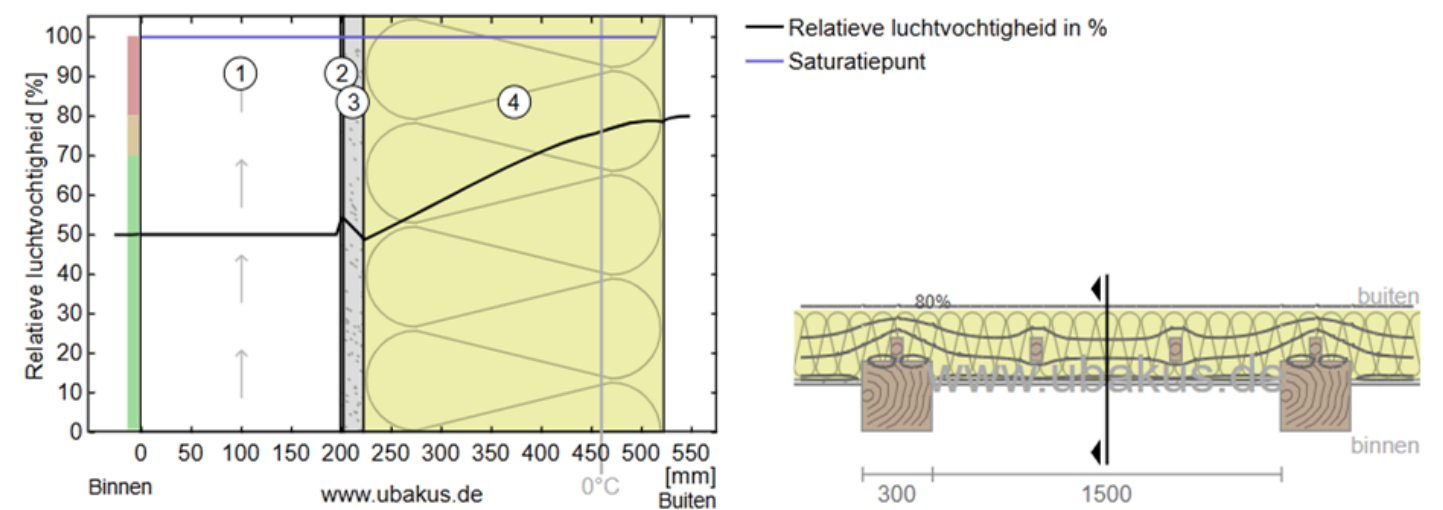 Relatieve luchtvochtigheid [%]
100
90
80
70
60
50
40
30
20
10
0
1
2
3
4
0 50 100 150 200 250 300 350 400 450 500 550
[mm]
Binnen
www.ubakus.de
0°C
Buiten
Relatieve luchtvochtigheid in %
Saturatiepunt
80%
buiten
www.ubakus.de
binnen
300
1500